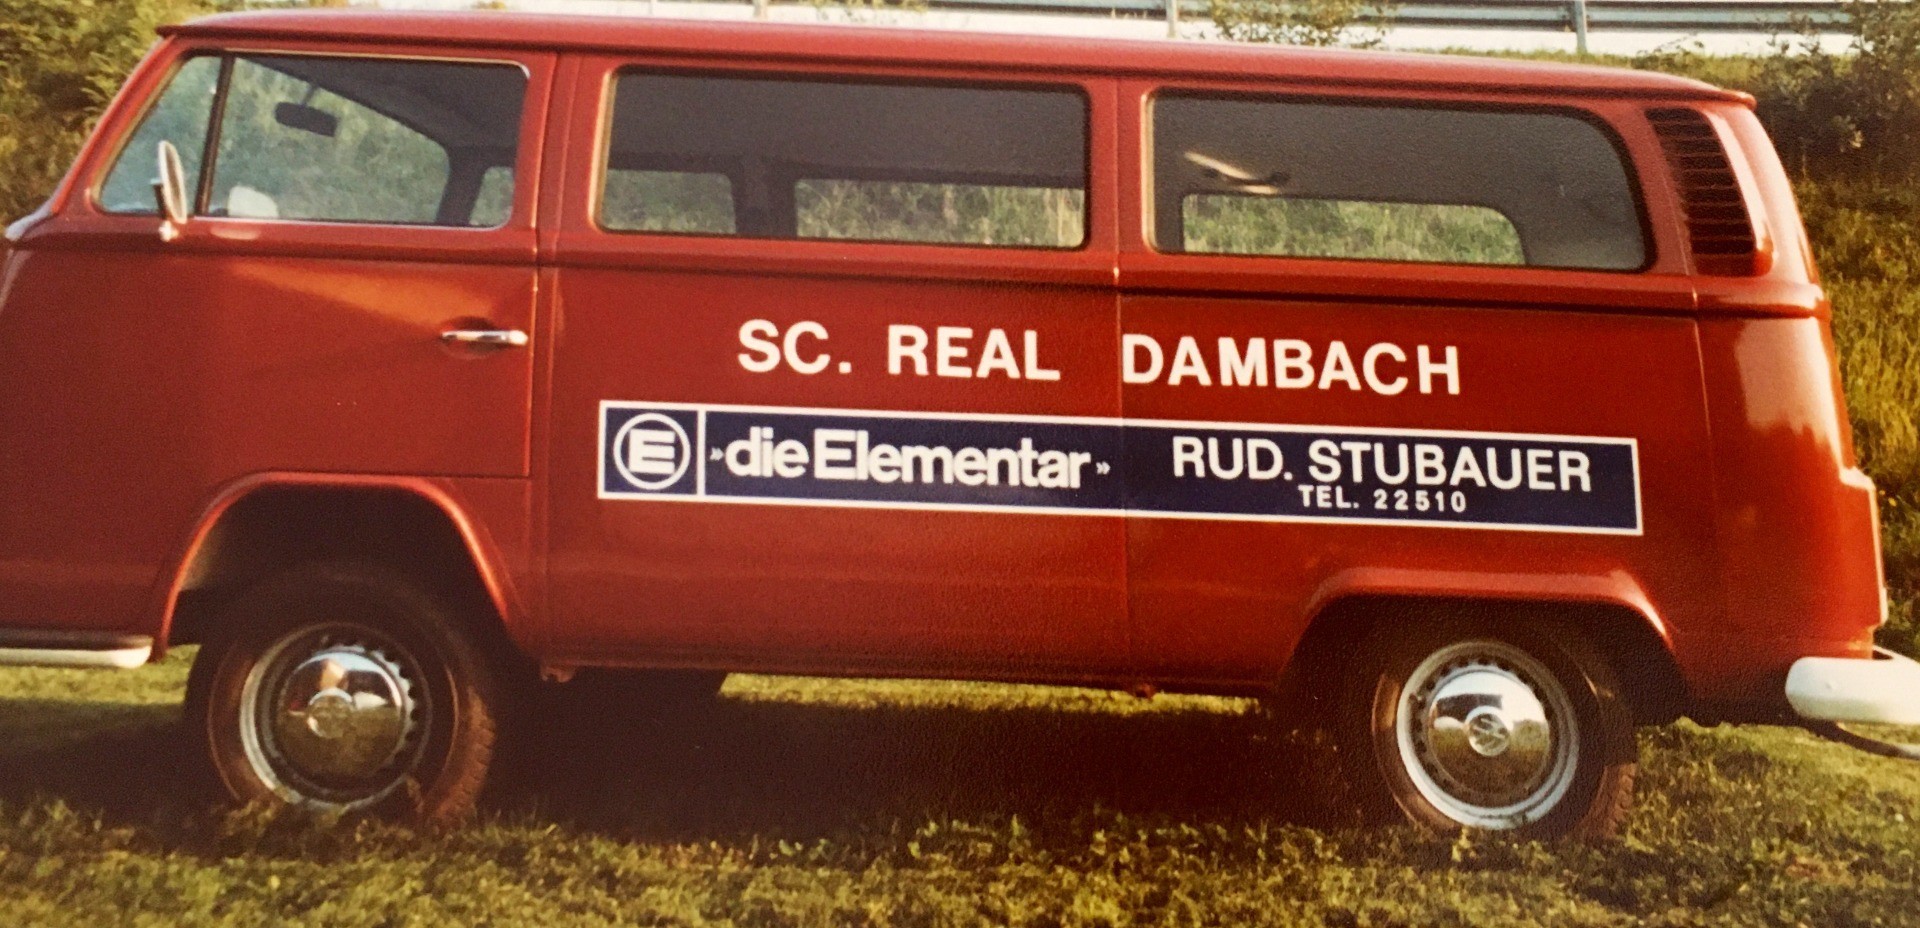 SC. REAL DAMBACH
E »die Elementar» RUD. STUBAUER
TEL. 22510